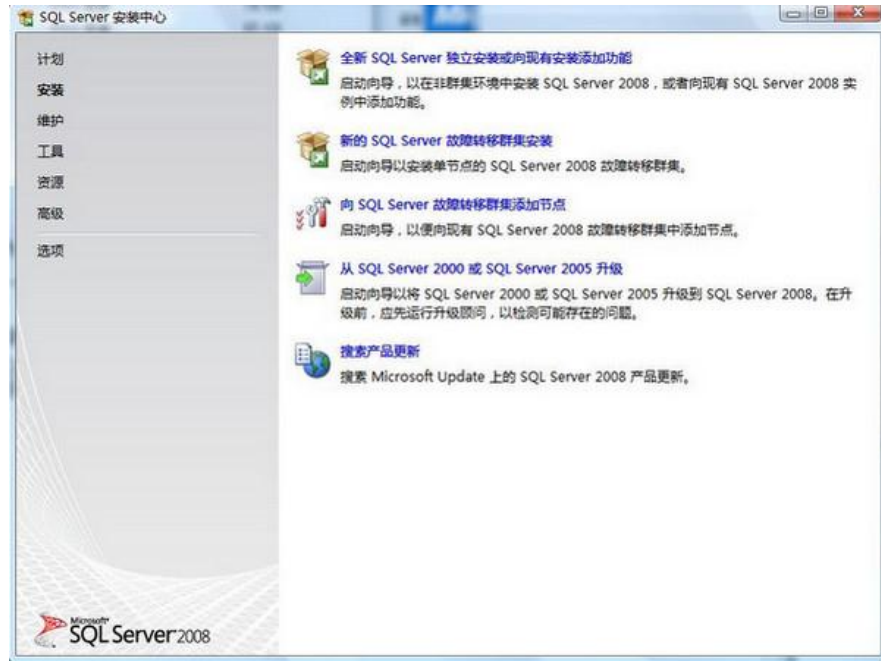 SQL Server 安装中心
计划
安装
维护
工具
资源
高级
选项
全新 SQL Server 独立安装或向现有安装添加功能
启动向导，以在非群集环境中安装 SQL Server 2008，或者向现有 SQL Server 2008 实
例中添加功能。
新的 SQL Server 故障转移群集安装
启动向导以安装单节点的 SQL Server 2008 故障转移群集。
向 SQL Server 故障转移群集添加节点
启动向导，以便向现有 SQL Server 2008 故障转移群集中添加节点。
从 SQL Server 2000 或 SQL Server 2005 升级
启动向导以将 SQL Server 2000 或 SQL Server 2005 升级到 SQL Server 2008。在升
级前，应先运行升级顾问，以检测可能存在的问题。
搜索产品更新
搜索 Microsoft Update 上的 SQL Server 2008 产品更新。
Microsoft
SQL Server 2008